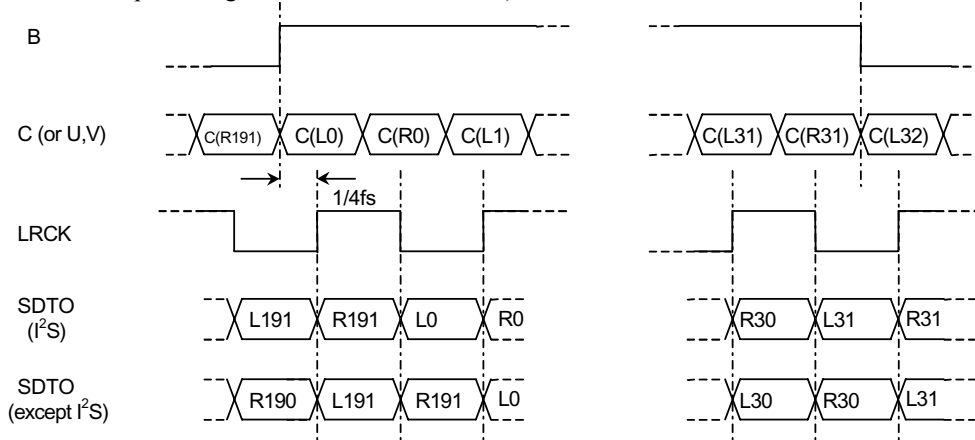 B
C (or U,V) C(R191) C(L0) C(R0) C(L1) C(L31) C(R31) C(L32)
1/4fs
LRCK
SDTO
(I²S) L191 R191 L0 R0 R30 L31 R31
SDTO
(except I²S) R190 L191 R191 L0 L30 R30 L31